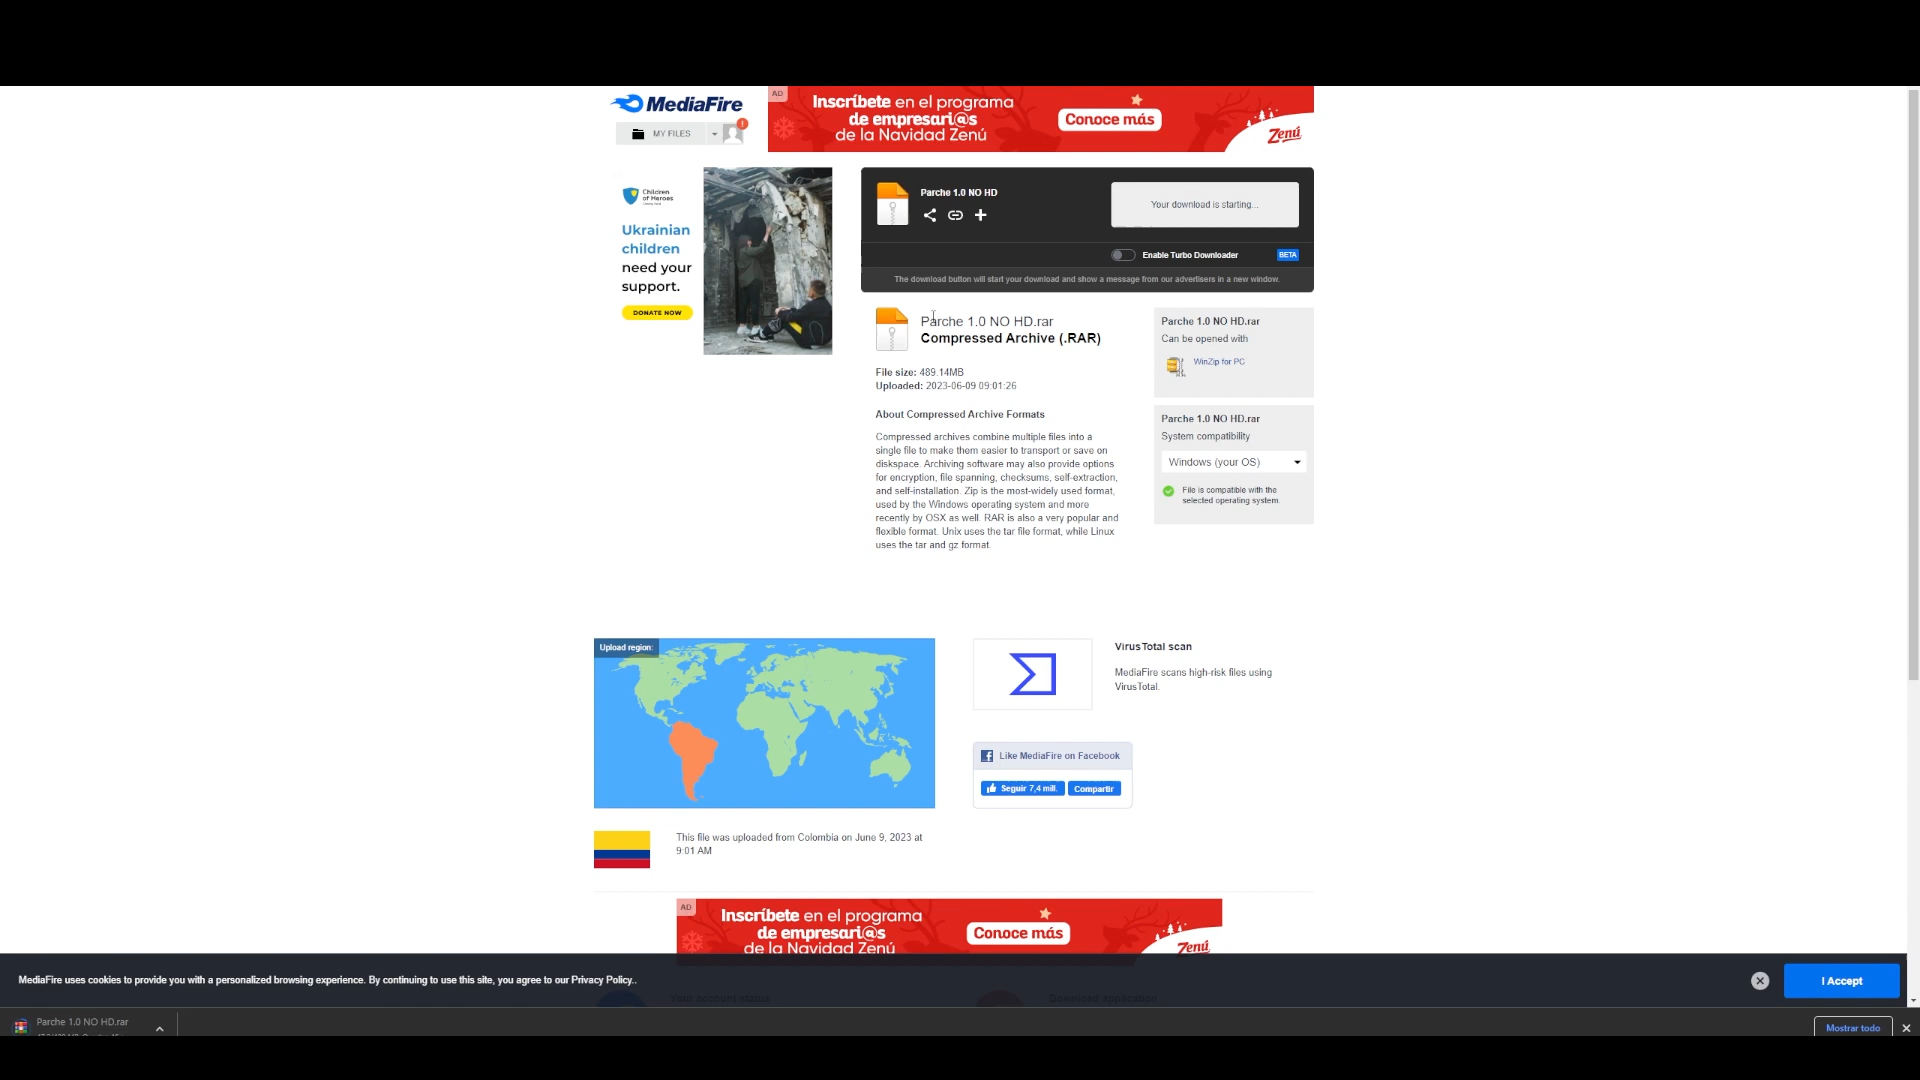 MediaFire
MY FILES
!
AD
Inscríbete en el programa
de empresari@s
de la Navidad Zenú
Conoce más
Zenú
Children
of Heroes
Ukrainian
children
need your
support.
DONATE NOW
Parche 1.0 NO HD
Your download is starting...
Enable Turbo Downloader
BETA
The download button will start your download and show a message from our advertisers in a new window.
Parche 1.0 NO HD.rar
Compressed Archive (.RAR)
File size: 489.14MB
Uploaded: 2023-06-09 09:01:26
About Compressed Archive Formats
Compressed archives combine multiple files into a
single file to make them easier to transport or save on
diskspace. Archiving software may also provide options
for encryption, file spanning, checksums, self-extraction,
and self-installation. Zip is the most-widely used format,
used by the Windows operating system and more
recently by OSX as well. RAR is also a very popular and
flexible format. Unix uses the tar file format, while Linux
uses the tar and gz format.
Parche 1.0 NO HD.rar
Can be opened with
WinZip for PC
Parche 1.0 NO HD.rar
System compatibility
Windows (your OS)
File is compatible with the
selected operating system.
Upload region:
VirusTotal scan
MediaFire scans high-risk files using
VirusTotal.
Like MediaFire on Facebook
Seguir 7,4 mill.
Compartir
This file was uploaded from Colombia on June 9, 2023 at
9:01 AM
AD
Inscríbete en el programa
de empresari@s
de la Navidad Zenú
Conoce más
Zenú
MediaFire uses cookies to provide you with a personalized browsing experience. By continuing to use this site, you agree to our Privacy Policy..
I Accept
Your account status
Download application
Parche 1.0 NO HD.rar
Mostrar todo